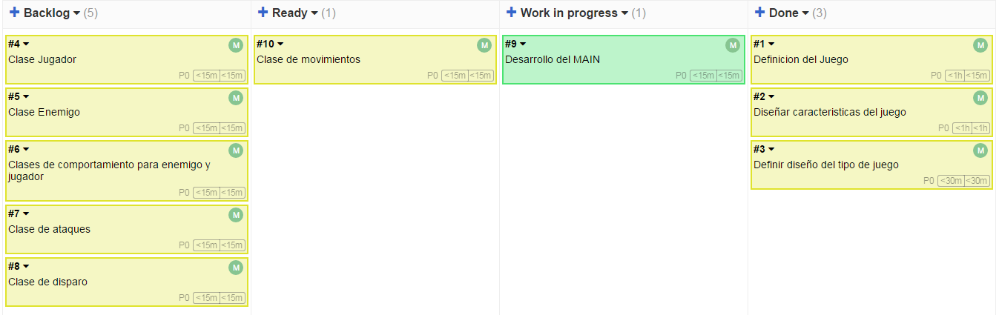 Backlog (5)
#4
M
Clase Jugador
P0 <15m <15m
#5
M
Clase Enemigo
P0 <15m <15m
#6
M
Clases de comportamiento para enemigo y
jugador
P0 <15m <15m
#7
M
Clase de ataques
P0 <15m <15m
#8
M
Clase de disparo
P0 <15m <15m
Ready (1)
#10
M
Clase de movimientos
P0 <15m <15m
Work in progress (1)
#9
M
Desarrollo del MAIN
P0 <15m <15m
Done (3)
#1
M
Definicion del Juego
P0 <1h <15m
#2
M
Diseñar caracteristicas del juego
P0 <1h <1h
#3
M
Definir diseño del tipo de juego
P0 <30m <30m